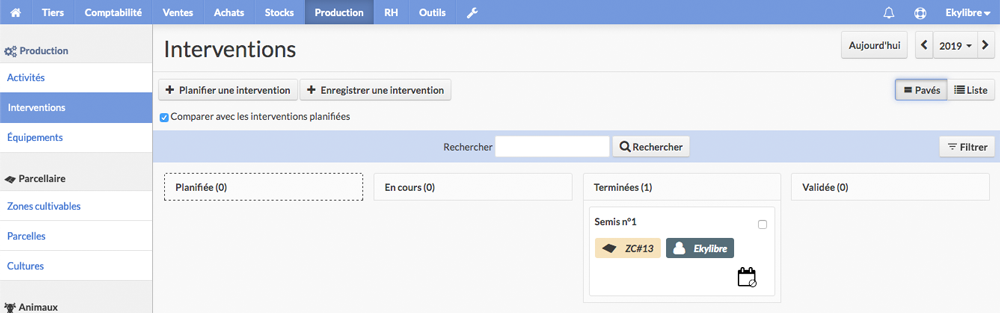 Tiers Comptabilité Ventes Achats Stocks Production RH Outils Ekylibre
Production
Activités
Interventions
Équipements
Parcellaire
Zones cultivables
Parcelles
Cultures
Animaux
Interventions
Aujourd'hui 2019
Planifier une intervention Enregistrer une intervention Pavés Liste
Comparer avec les interventions planifiées
Rechercher Rechercher Filtrer
Planifiée (0) En cours (0) Terminées (1) Validée (0)
Semis n°1
ZC#13 Ekylibre